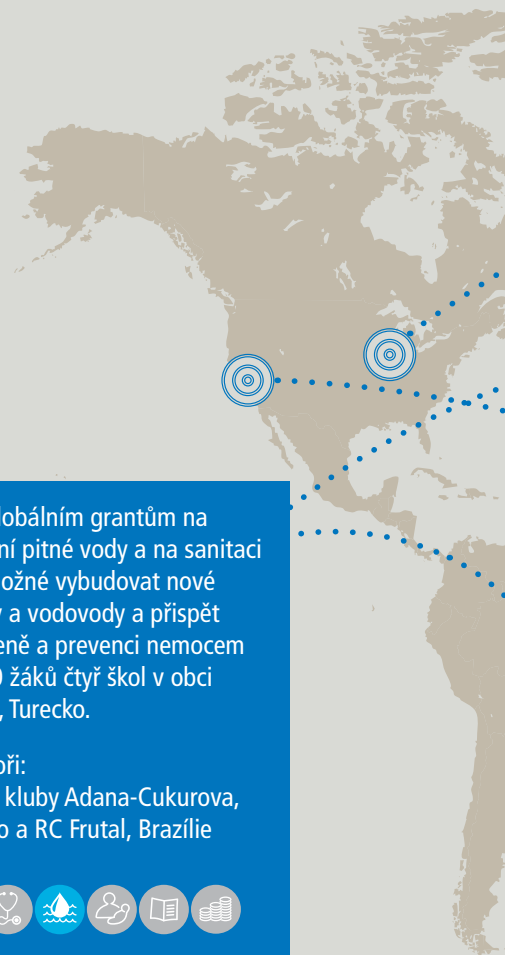 lobálním grantům na
ní pitné vody a na sanitaci
ožné vybudovat nové
y a vodovody a přispět
eně a prevenci nemocem
0 žáků čtyř škol v obci
, Turecko.
oři:
kluby Adana-Cukurova,
o a RC Frutal, Brazílie